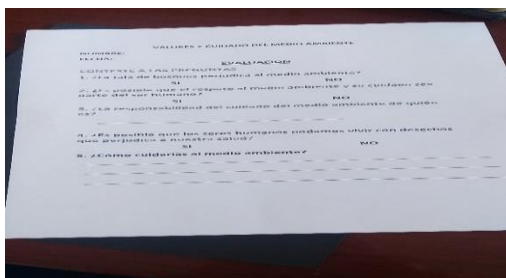 VALORES Y CUIDADO DEL MEDIO AMBIENTE
NOMBRE:
FECHA:
EVALUACION
CONTESTE A LAS PREGUNTAS
1. ¿La tala de bosques perjudica al medio ambiente?
SI NO
2. ¿Es posible que el respeto al medio ambiente y su cuidado sea
parte del ser humano?
SI NO
3. ¿La responsabilidad del cuidado del medio ambiente de quién
es?
4. ¿Es posible que los seres humanos podamos vivir con desechos
que perjudica a nuestra salud?
SI NO
5. ¿Cómo cuidarías al medio ambiente?